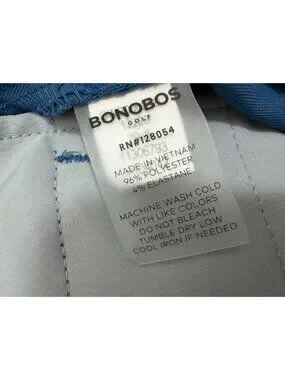 BONOBOS
GOLF
RN#128054
MADE IN VIETNAM
96% POLYESTER
4% ELASTANE
MACHINE WASH COLD
WITH LIKE COLORS
DO NOT BLEACH
TUMBLE DRY LOW
COOL IRON IF NEEDED